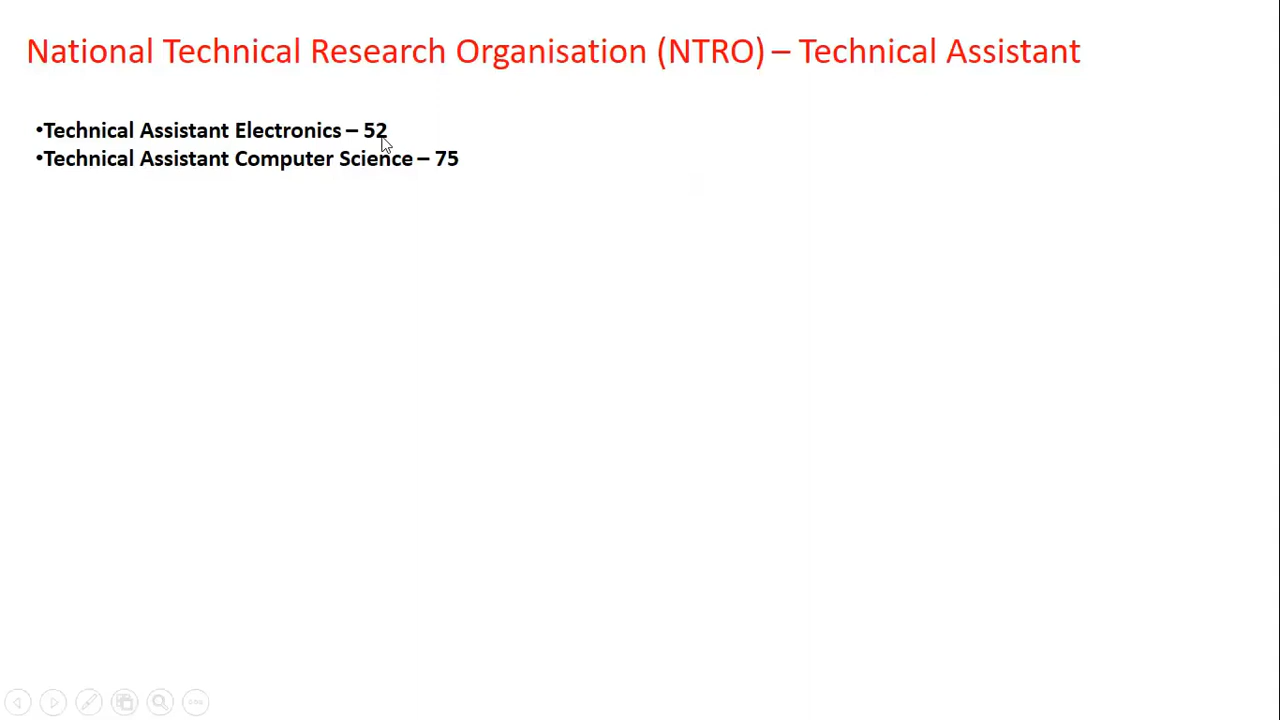 National Technical Research Organisation (NTRO) – Technical Assistant
•Technical Assistant Electronics – 52
•Technical Assistant Computer Science – 75